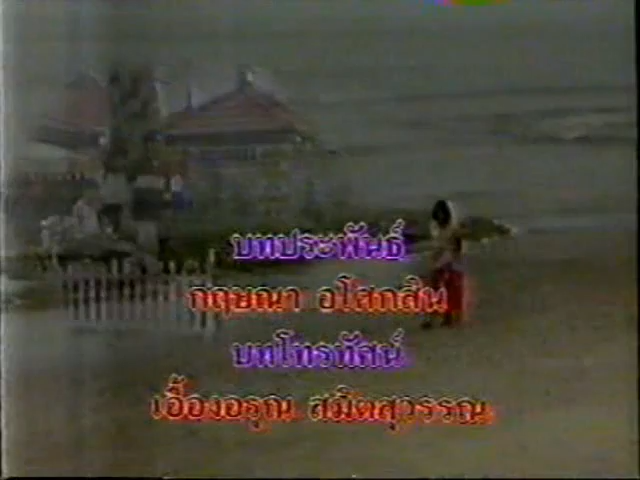 บทประพันธ์
กฤษณา อโศกสิน
บทโทรทัศน์
เอื้องอรุณ สมิตสุวรรณ